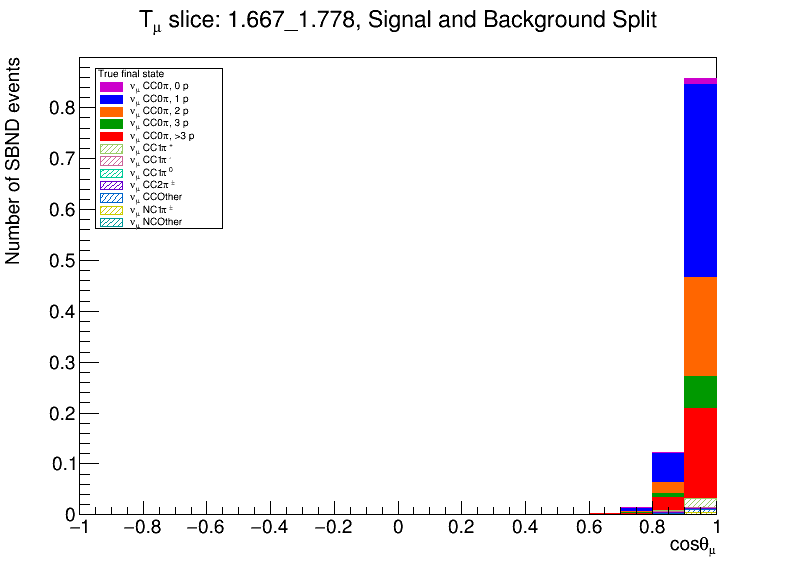 Tμ slice: 1.667_1.778, Signal and Background Split
Number of SBND events
True final state
νμ CC0π, 0 p
νμ CC0π, 1 p
νμ CC0π, 2 p
νμ CC0π, 3 p
νμ CC0π, >3 p
νμ CC1π⁺
νμ CC1π⁻
νμ CC1π⁰
νμ CC2π±
νμ CCOther
νμ NC1π±
νμ NCOther
0.8
0.7
0.6
0.5
0.4
0.3
0.2
0.1
0
−1 −0.8 −0.6 −0.4 −0.2 0 0.2 0.4 0.6 0.8 1
cosθμ